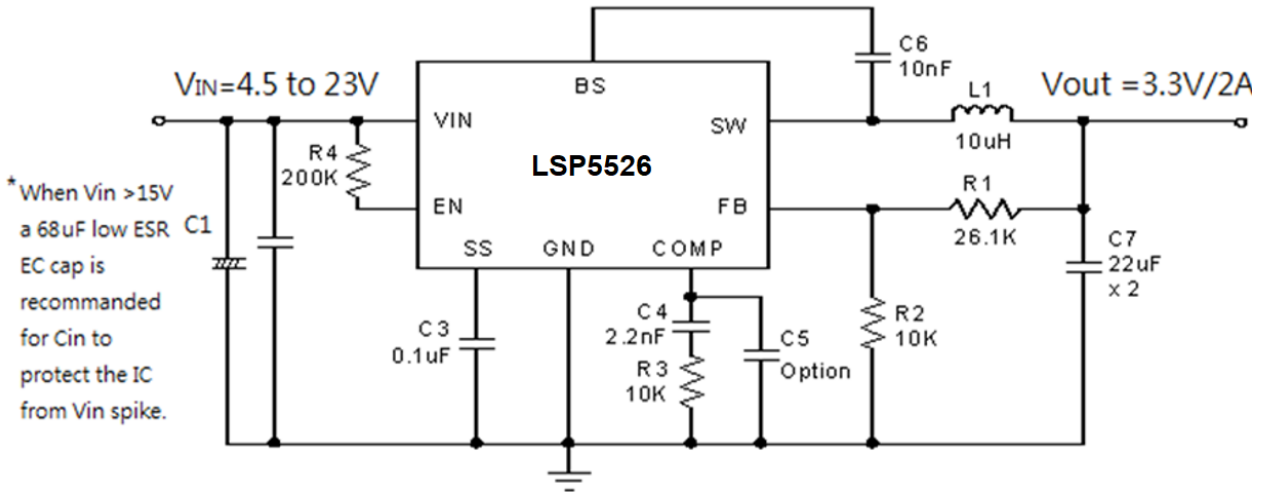 VIN=4.5 to 23V
*When Vin >15V
a 68uF low ESR
EC cap is
recommanded
for Cin to
protect the IC
from Vin spike.
C1
R4
200K
BS
VIN
SW
LSP5526
EN
FB
SS
GND
COMP
C6
10nF
L1
10uH
Vout =3.3V/2A
R1
26.1K
C7
22uF
x 2
C3
0.1uF
C4
2.2nF
R3
10K
C5
Option
R2
10K